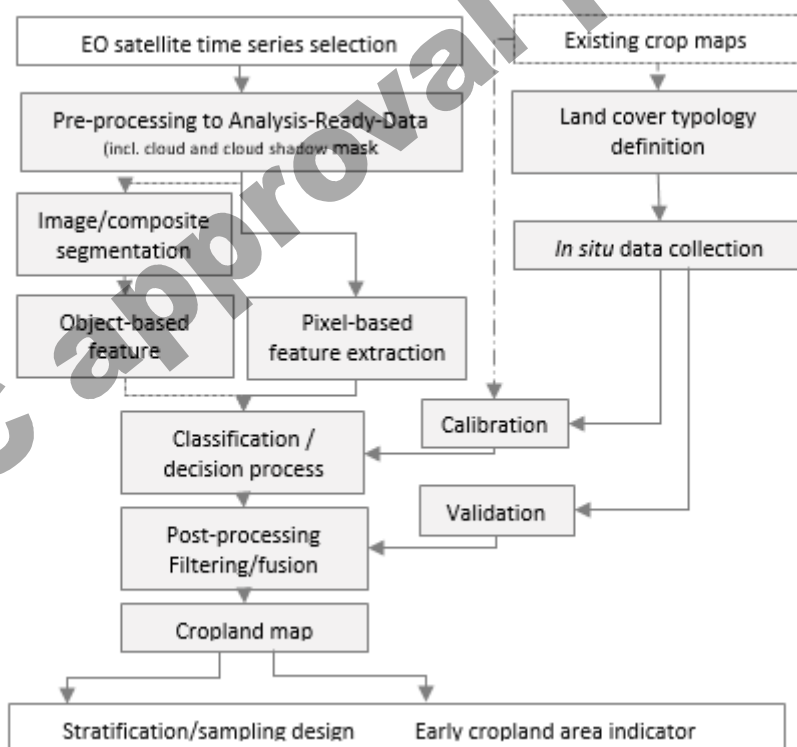 EO satellite time series selection
Existing crop maps
Pre-processing to Analysis-Ready-Data
(incl. cloud and cloud shadow mask
Land cover typology
definition
Image/composite
segmentation
In situ data collection
Object-based
feature
Pixel-based
feature extraction
Calibration
Classification /
decision process
Validation
Post-processing
Filtering/fusion
Cropland map
Stratification/sampling design
Early cropland area indicator
approval